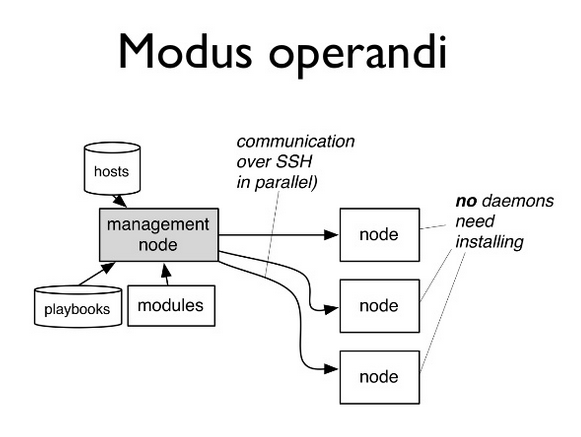 Modus operandi
communication
over SSH
in parallel)
hosts
no daemons
need
installing
management
node
node
playbooks
modules
node
node